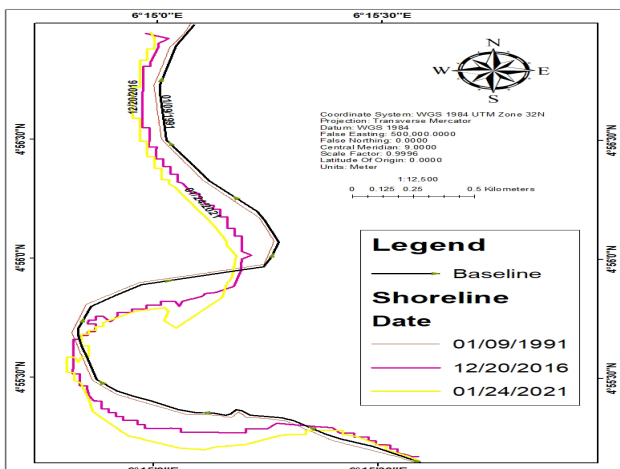 6°15'0"E 6°15'30"E
N
W E
S
12/20/2016
01/09/1991
01/24/2021
4°56'30"N 4°56'30"N
4°56'0"N 4°56'0"N
4°55'30"N 4°55'30"N
Coordinate System: WGS 1984 UTM Zone 32N
Projection: Transverse Mercator
Datum: WGS 1984
False Easting: 500,000.0000
False Northing: 0.0000
Central Meridian: 9.0000
Scale Factor: 0.9996
Latitude Of Origin: 0.0000
Units: Meter
1:12,500
0 0.125 0.25 0.5 Kilometers
Legend
Baseline
Shoreline
Date
01/09/1991
12/20/2016
01/24/2021